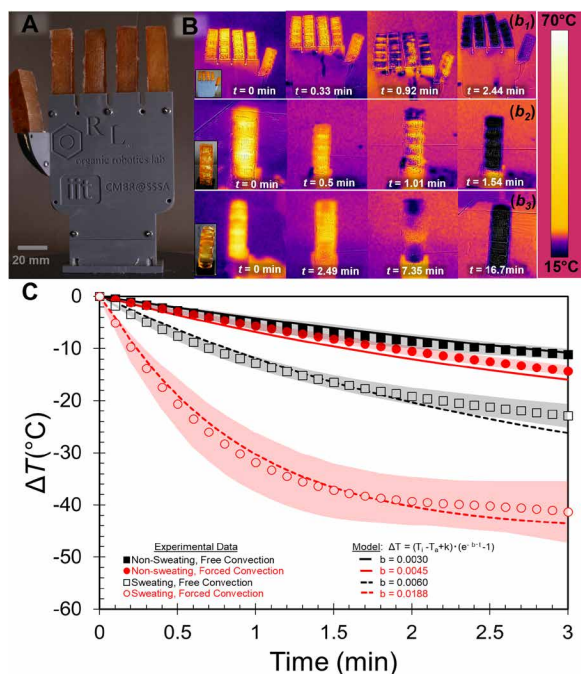 A
R L
organic robotics lab
iit CMBR@SSSA
20 mm
B
(b1)
t = 0 min
t = 0.33 min
t = 0.92 min
t = 2.44 min
(b2)
t = 0 min
t = 0.5 min
t = 1.01 min
t = 1.54 min
(b3)
t = 0 min
t = 2.49 min
t = 7.35 min
t = 16.7min
70°C
15°C
C
0
-10
-20
-30
-40
-50
-60
ΔT(°C)
Experimental Data
Non-Sweating, Free Convection
Non-sweating, Forced Convection
Sweating, Free Convection
Sweating, Forced Convection
Model: ΔT = (Ti -Ta+k)·(e^-b·t-1)
b = 0.0030
b = 0.0045
b = 0.0060
b = 0.0188
0 0.5 1 1.5 2 2.5 3
Time (min)